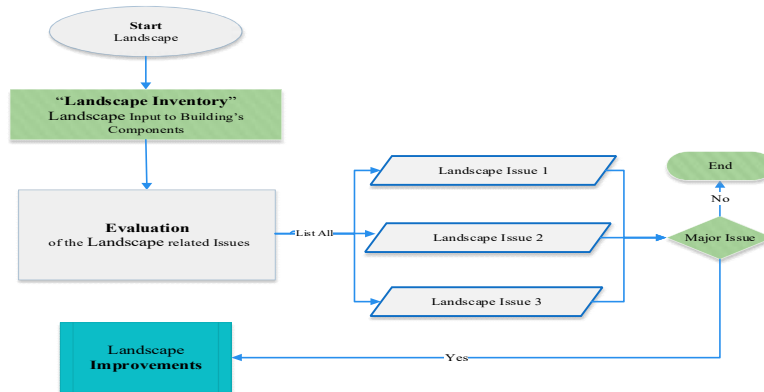 Start
Landscape
“Landscape Inventory”
Landscape Input to Building’s
Components
Evaluation
of the Landscape related Issues
List All
Landscape Issue 1
Landscape Issue 2
Landscape Issue 3
End
No
Major Issue
Yes
Landscape
Improvements